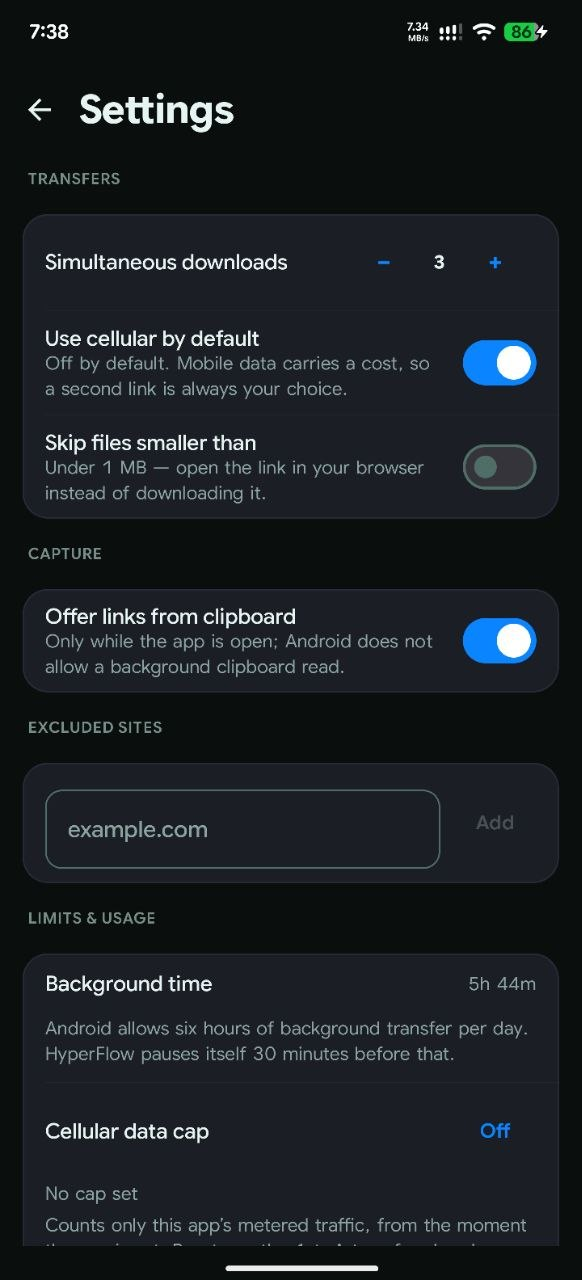 7:38
7.34
MB/s
86
Settings
TRANSFERS
Simultaneous downloads − 3 +
Use cellular by default
Off by default. Mobile data carries a cost, so
a second link is always your choice.
Skip files smaller than
Under 1 MB — open the link in your browser
instead of downloading it.
CAPTURE
Offer links from clipboard
Only while the app is open; Android does not
allow a background clipboard read.
EXCLUDED SITES
example.com Add
LIMITS & USAGE
Background time 5h 44m
Android allows six hours of background transfer per day.
HyperFlow pauses itself 30 minutes before that.
Cellular data cap Off
No cap set
Counts only this app's metered traffic, from the moment